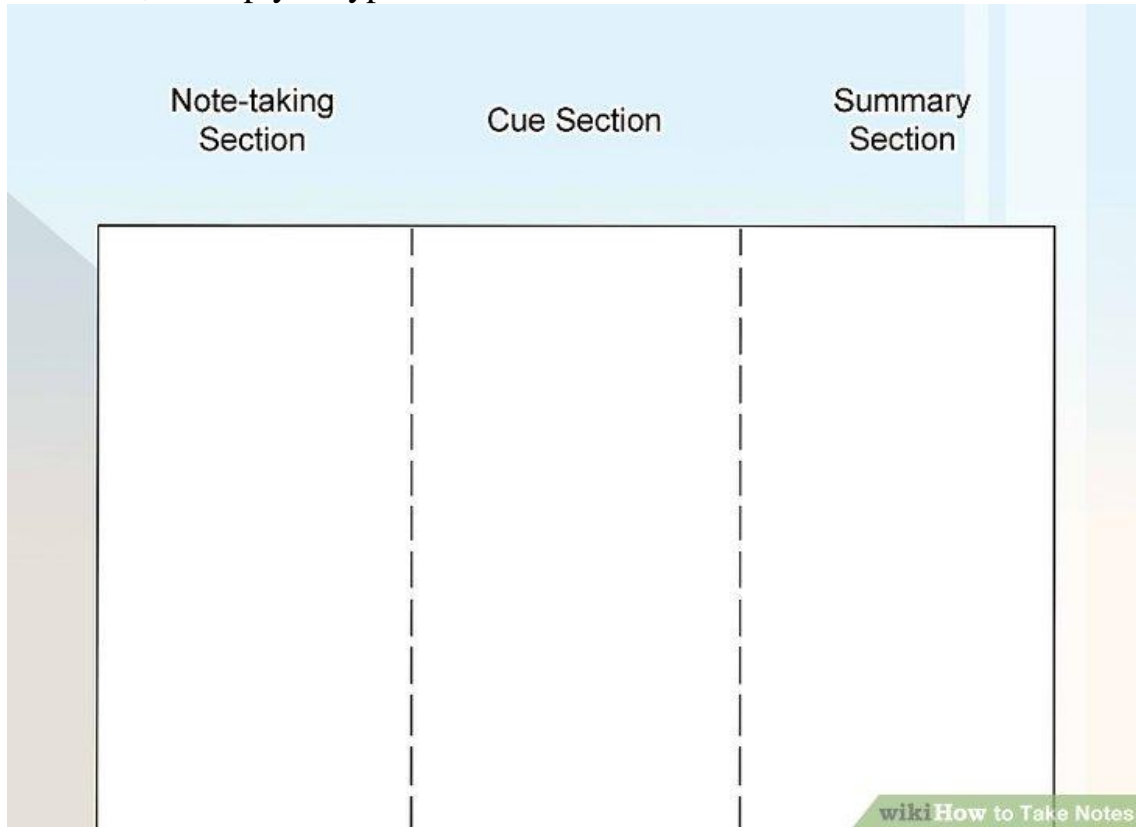 Note-taking
Section
Cue Section
Summary
Section
wikiHow to Take Notes